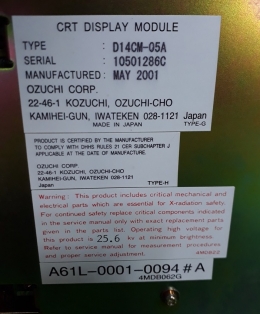 CRT DISPLAY MODULE
TYPE : D14CM-05A
SERIAL : 10501286C
MANUFACTURED: MAY 2001
OZUCHI CORP.
22-46-1 KOZUCHI, OZUCHI-CHO
KAMIHEI-GUN, IWATEKEN 028-1121 Japan
MADE IN JAPAN TYPE-G
PRODUCT IS CERTIFIED BY THE MANUFACTURER
TO COMPLY WITH DHHS RULES 21 CER SUBCHAPTER J
APPLICABLE AT THE DATE OF MANUFACTURE.
OZUCHI CORP.
22-46-1 KOZUCHI, OZUCHI-CHO
KAMIHEI-GUN, IWATEKEN 028-1121
Japan TYPE-H
Warning : This product includes critical mechanical and
electrical parts which are essential for X-radiation safety.
For continued safety replace critical components indicated
in the service manual only with exact replacement parts
given in the parts list. Operating high voltage for
this product is 25.6 kv at minimum brightness.
Refer to service manual for measurement procedures
and proper service adjustment.
A61L-0001-0094#A
4MDB062G